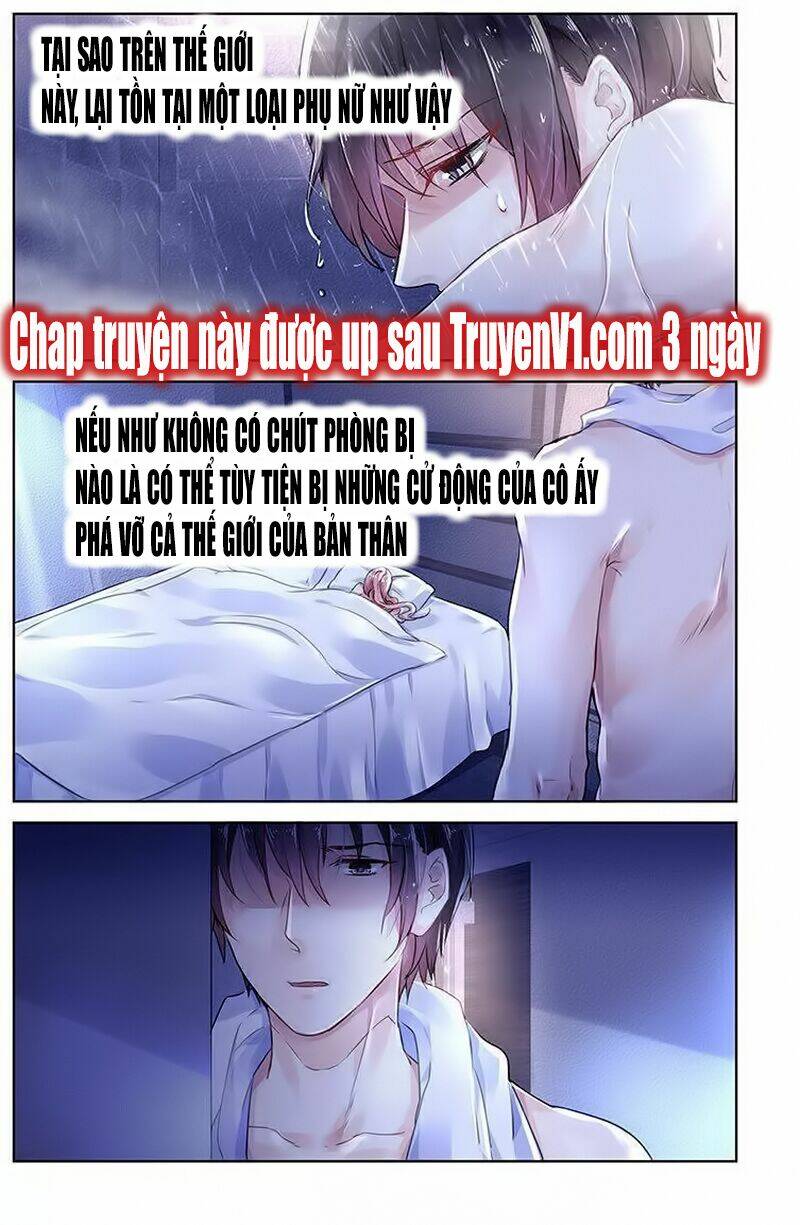 TẠI SAO TRÊN THẾ GIỚI
NÀY, LẠI TỒN TẠI MỘT LOẠI PHỤ NỮ NHƯ VẬY
Chap truyện này được up sau TruyenV1.com 3 ngày
NẾU NHƯ KHÔNG CÓ CHÚT PHÒNG BỊ
NÀO LÀ CÓ THỂ TÙY TIỆN BỊ NHỮNG CỬ ĐỘNG CỦA CÔ ẤY
PHÁ VỠ CẢ THẾ GIỚI CỦA BẢN THÂN